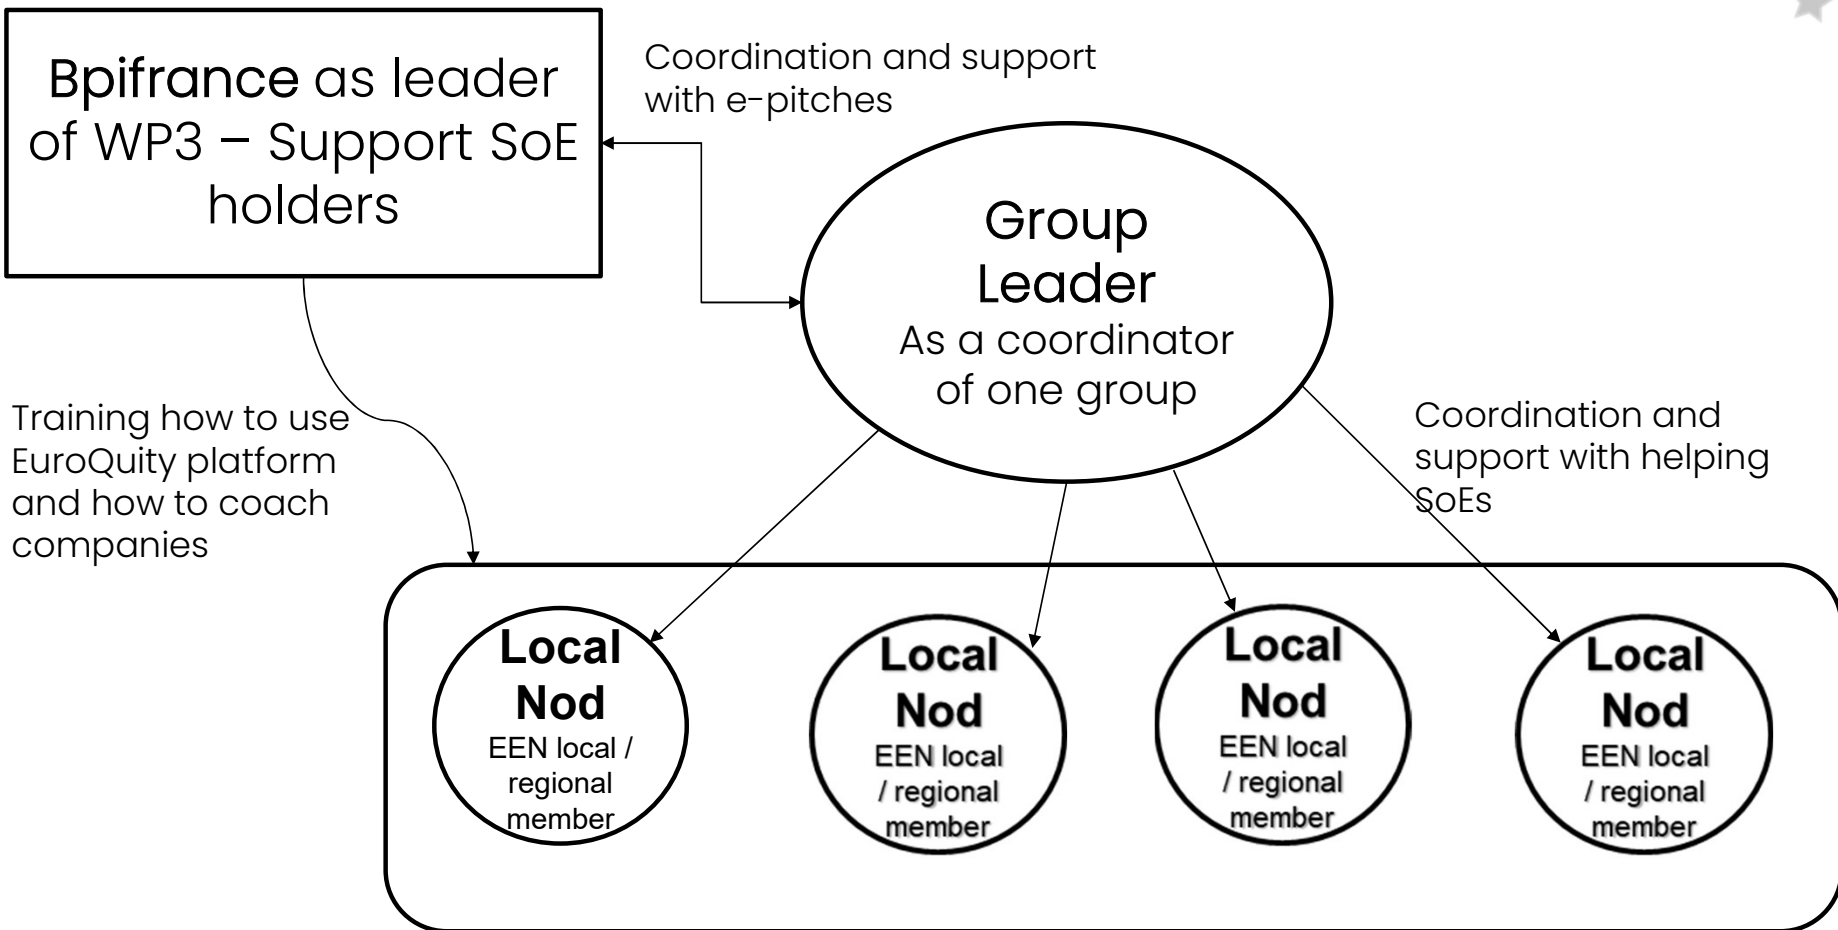 Bpifrance as leader
of WP3 – Support SoE
holders
Coordination and support
with e-pitches
Group
Leader
As a coordinator
of one group
Training how to use
EuroQuity platform
and how to coach
companies
Coordination and
support with helping
SoEs
Local
Nod
EEN local /
regional
member
Local
Nod
EEN local
/ regional
member
Local
Nod
EEN local
/ regional
member
Local
Nod
EEN local
/ regional
member